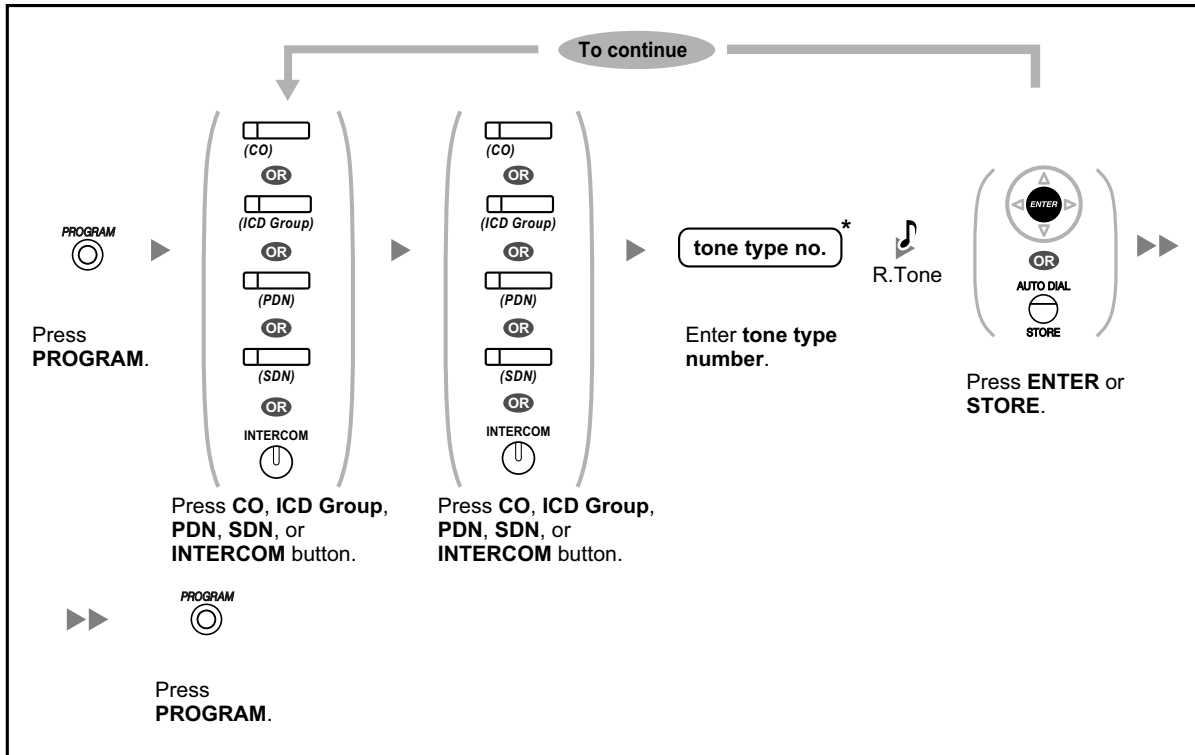 To continue
PROGRAM
Press
PROGRAM.
(CO)
OR
(ICD Group)
OR
(PDN)
OR
(SDN)
OR
INTERCOM
Press CO, ICD Group,
PDN, SDN, or
INTERCOM button.
(CO)
OR
(ICD Group)
OR
(PDN)
OR
(SDN)
OR
INTERCOM
Press CO, ICD Group,
PDN, SDN, or
INTERCOM button.
tone type no.*
Enter tone type
number.
R.Tone
ENTER
OR
AUTO DIAL
STORE
Press ENTER or
STORE.
PROGRAM
Press
PROGRAM.